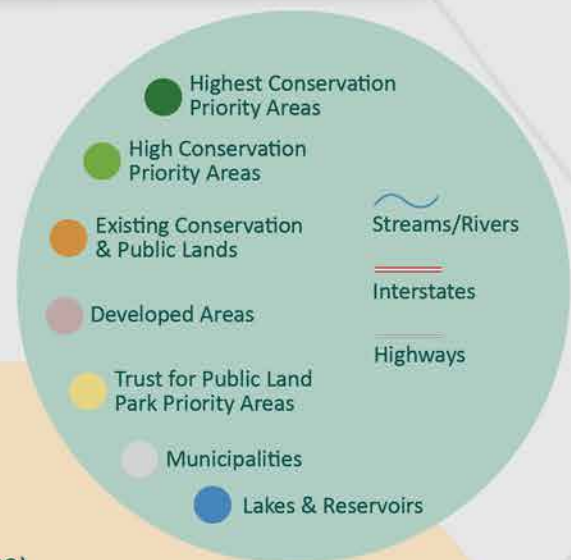 Highest Conservation
Priority Areas
High Conservation
Priority Areas
Existing Conservation
& Public Lands
Developed Areas
Trust for Public Land
Park Priority Areas
Municipalities
Lakes & Reservoirs
Streams/Rivers
Interstates
Highways